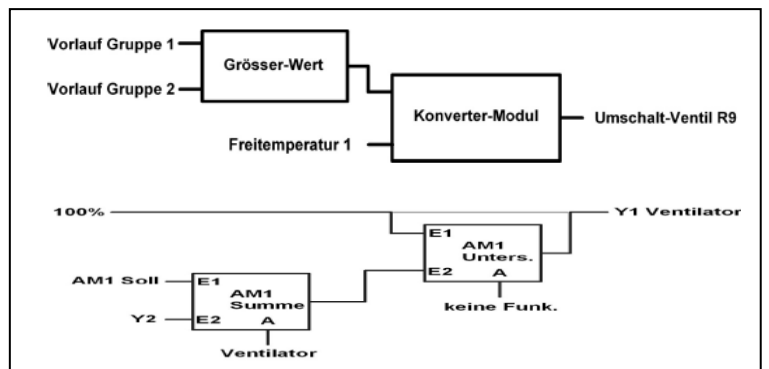 Vorlauf Gruppe 1
Grösser-Wert
Vorlauf Gruppe 2
Konverter-Modul
Umschalt-Ventil R9
Freitemperatur 1
100%
Y1 Ventilator
E1
AM1
Unters.
E2
A
AM1 Soll
E1
AM1
Summe
keine Funk.
Y2
E2
A
Ventilator